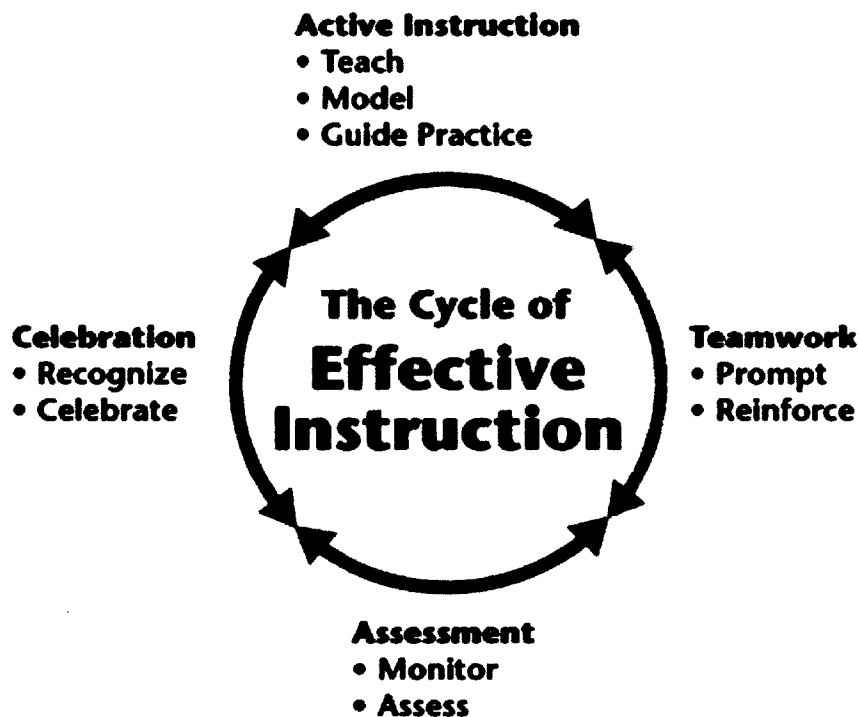 Active Instruction
• Teach
• Model
• Guide Practice
The Cycle of
Effective
Instruction
Celebration
• Recognize
• Celebrate
Teamwork
• Prompt
• Reinforce
Assessment
• Monitor
• Assess